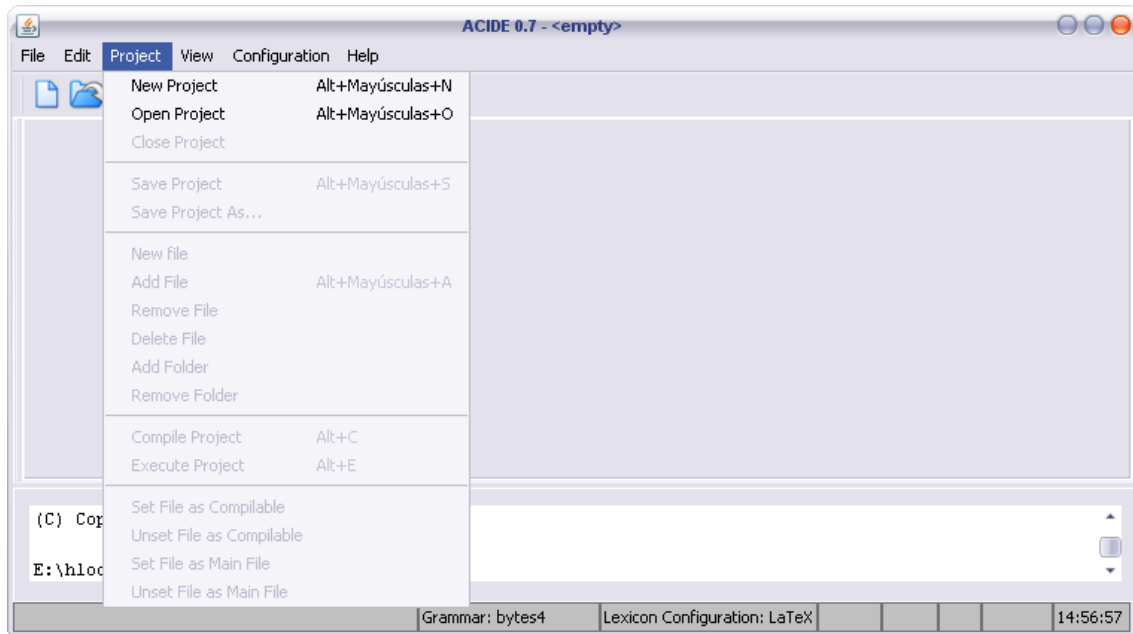 ACIDE 0.7 - <empty>
File Edit Project View Configuration Help
New Project Alt+Mayúsculas+N
Open Project Alt+Mayúsculas+O
Close Project
Save Project Alt+Mayúsculas+S
Save Project As...
New file
Add File Alt+Mayúsculas+A
Remove File
Delete File
Add Folder
Remove Folder
Compile Project Alt+C
Execute Project Alt+E
Set File as Compilable
(C) Cop
Unset File as Compilable
Set File as Main File
E:\hloc
Unset File as Main File
Grammar: bytes4 Lexicon Configuration: LaTeX 14:56:57